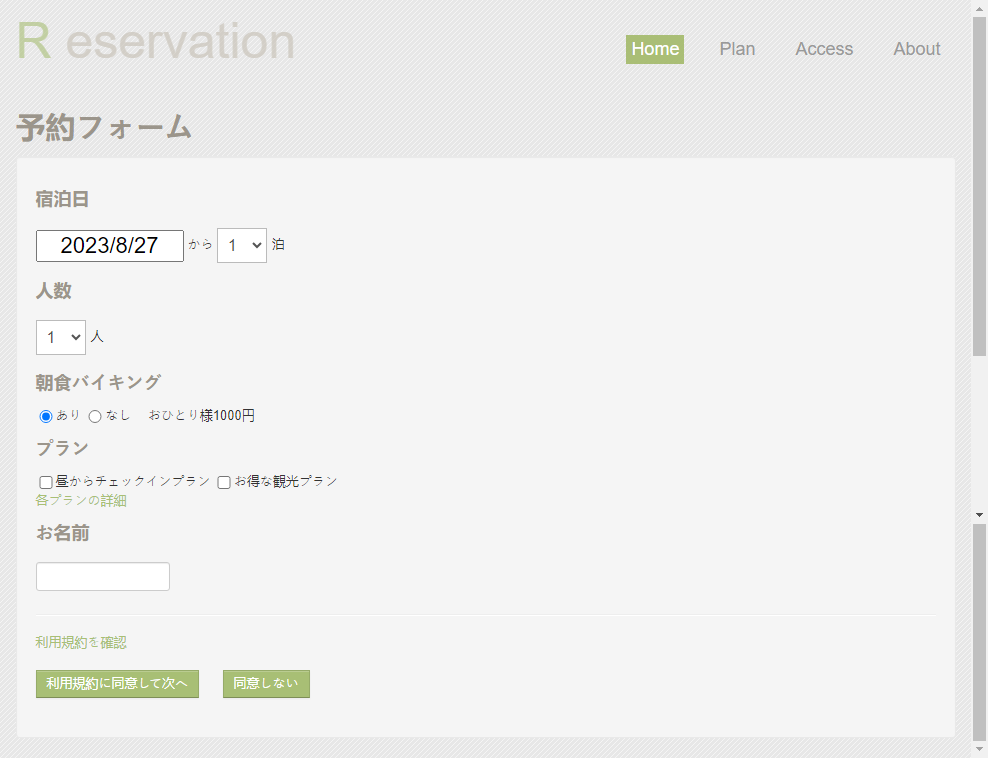 R eservation
Home Plan Access About
予約フォーム
宿泊日
2023/8/27 から 1 泊
人数
1 人
朝食バイキング
あり なし おひとり様1000円
プラン
昼からチェックインプラン お得な観光プラン
各プランの詳細
お名前
利用規約を確認
利用規約に同意して次へ 同意しない